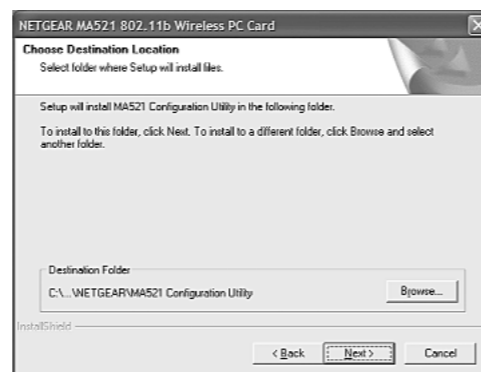 NETGEAR MA521 802.11b Wireless PC Card
Choose Destination Location
Select folder where Setup will install files.
Setup will install MA521 Configuration Utility in the following folder.
To install to this folder, click Next. To install to a different folder, click Browse and select
another folder.
Destination Folder
C:\...\NETGEAR\MA521 Configuration Utility
Browse...
InstallShield
< Back
Next >
Cancel